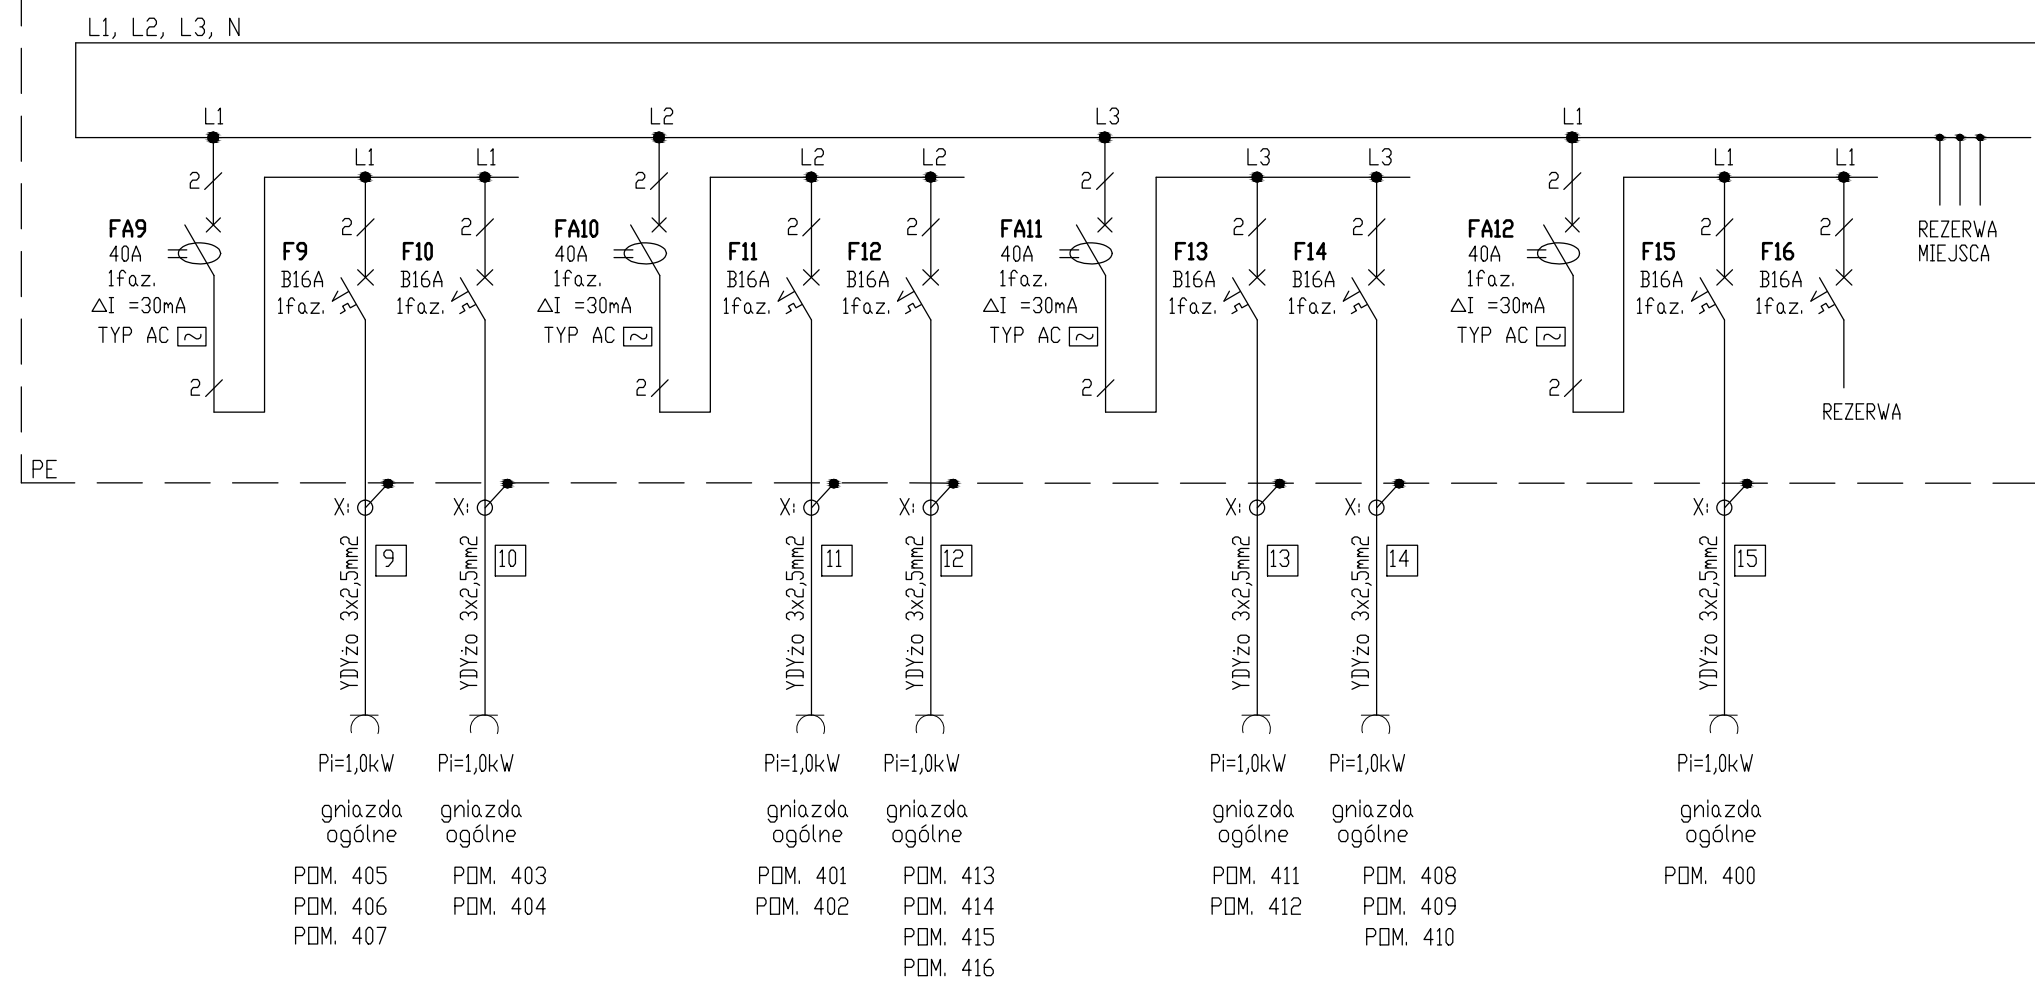 L1, L2, L3, N
L1
L2
L3
L1
L1
L1
L2
L2
L3
L3
L1
L1
2
2
2
2
2
2
2
2
2
2
2
2
FA9
40A
1faz.
ΔI =30mA
TYP AC ~
F9
B16A
1faz.
F10
B16A
1faz.
FA10
40A
1faz.
ΔI =30mA
TYP AC ~
F11
B16A
1faz.
F12
B16A
1faz.
FA11
40A
1faz.
ΔI =30mA
TYP AC ~
F13
B16A
1faz.
F14
B16A
1faz.
FA12
40A
1faz.
ΔI =30mA
TYP AC ~
F15
B16A
1faz.
F16
B16A
1faz.
REZERWA
MIEJSCA
2
2
2
2
REZERWA
PE
X:
X:
X:
X:
X:
X:
X:
9
10
11
12
13
14
15
YDYżo 3x2,5mm2
YDYżo 3x2,5mm2
YDYżo 3x2,5mm2
YDYżo 3x2,5mm2
YDYżo 3x2,5mm2
YDYżo 3x2,5mm2
YDYżo 3x2,5mm2
Pi=1,0kW
gniazda
ogólne
POM. 405
POM. 406
POM. 407
Pi=1,0kW
gniazda
ogólne
POM. 403
POM. 404
Pi=1,0kW
gniazda
ogólne
POM. 401
POM. 402
Pi=1,0kW
gniazda
ogólne
POM. 413
POM. 414
POM. 415
POM. 416
Pi=1,0kW
gniazda
ogólne
POM. 411
POM. 412
Pi=1,0kW
gniazda
ogólne
POM. 408
POM. 409
POM. 410
Pi=1,0kW
gniazda
ogólne
POM. 400